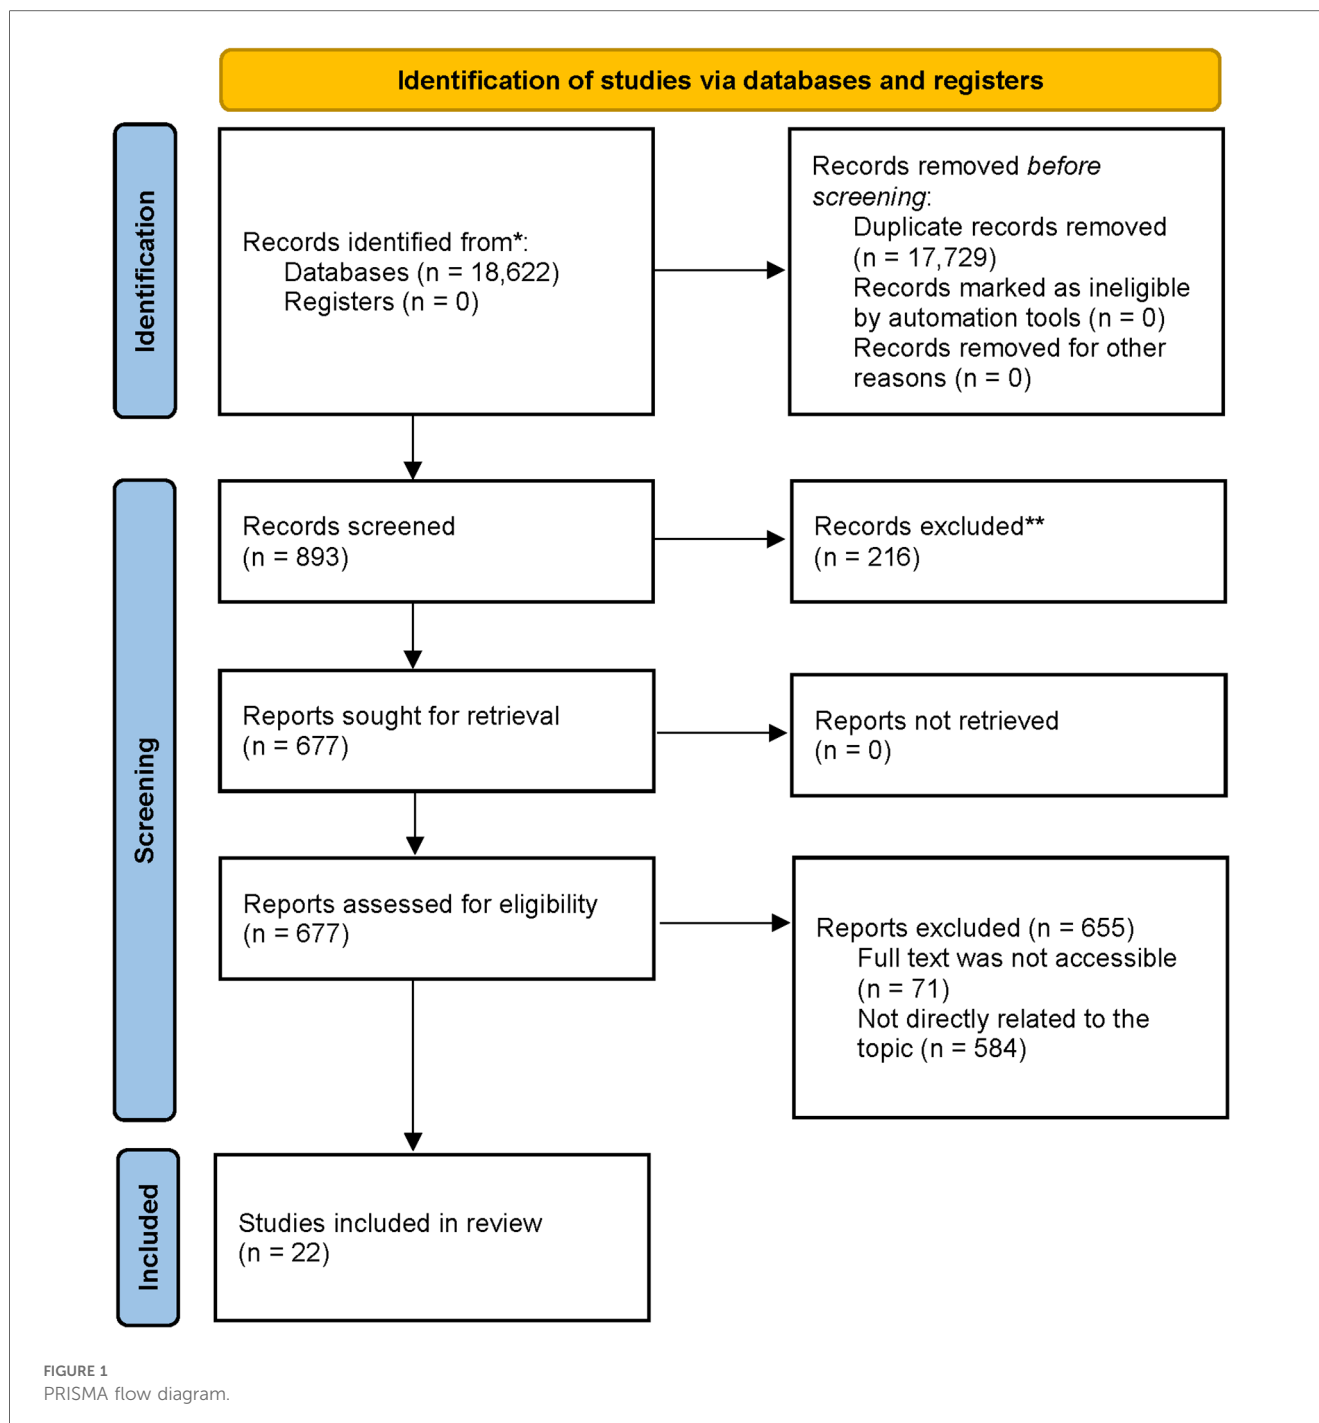 Identification of studies via databases and registers
Identification
Records identified from*:
Databases (n = 18,622)
Registers (n = 0)
Records removed before
screening:
Duplicate records removed
(n = 17,729)
Records marked as ineligible
by automation tools (n = 0)
Records removed for other
reasons (n = 0)
Screening
Records screened
(n = 893)
Records excluded**
(n = 216)
Reports sought for retrieval
(n = 677)
Reports not retrieved
(n = 0)
Reports assessed for eligibility
(n = 677)
Reports excluded (n = 655)
Full text was not accessible
(n = 71)
Not directly related to the
topic (n = 584)
Included
Studies included in review
(n = 22)
FIGURE 1
PRISMA flow diagram.